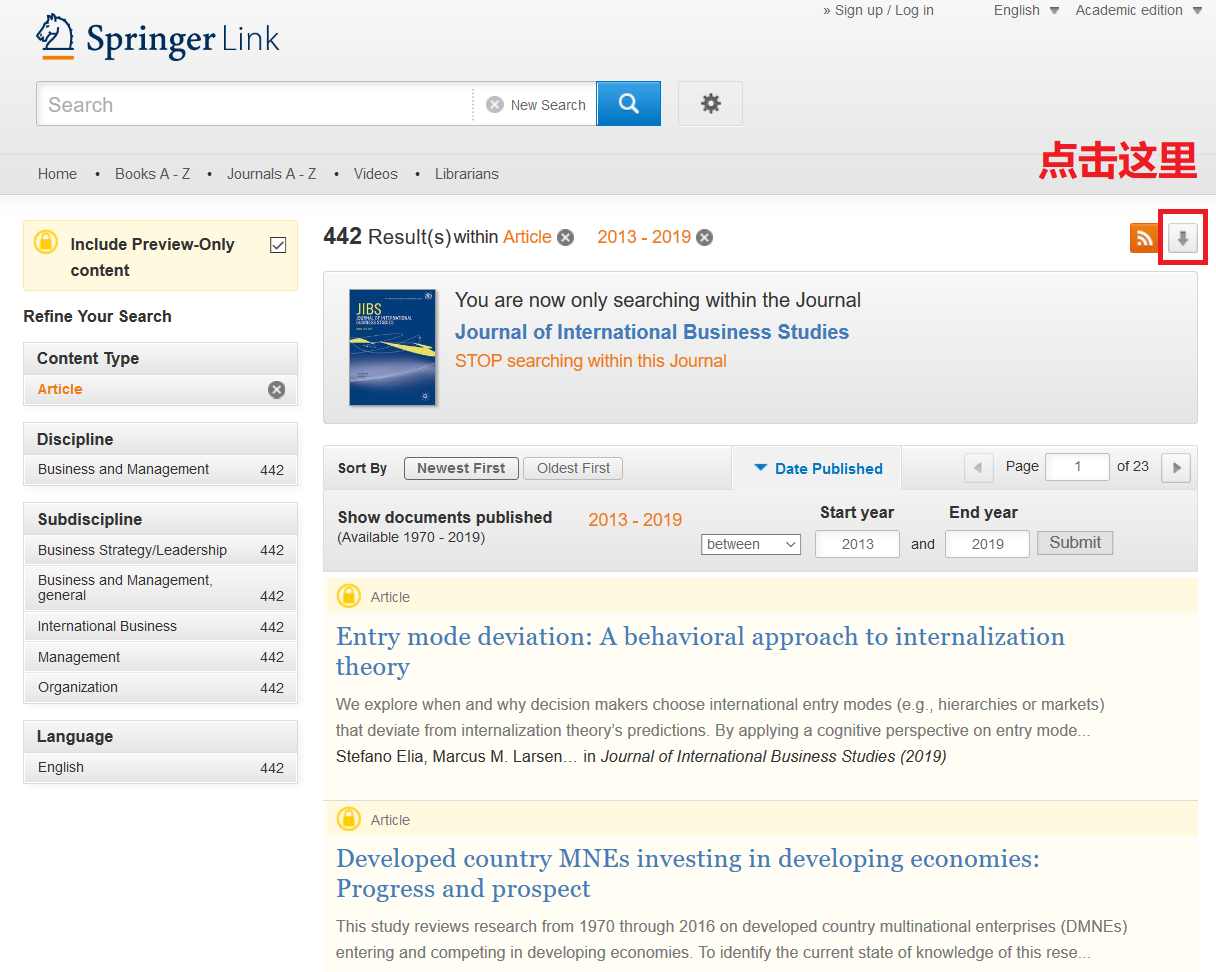 » Sign up / Log in English Academic edition
Springer Link
Search New Search
点击这里
Home • Books A - Z • Journals A - Z • Videos • Librarians
Include Preview-Only
content
Refine Your Search
Content Type
Article
Discipline
Business and Management 442
Subdiscipline
Business Strategy/Leadership 442
Business and Management,
general 442
International Business 442
Management 442
Organization 442
Language
English 442
442 Result(s) within Article 2013 - 2019
JIBS
JOURNAL OF INTERNATIONAL
BUSINESS STUDIES
You are now only searching within the Journal
Journal of International Business Studies
STOP searching within this Journal
Sort By Newest First Oldest First Date Published Page 1 of 23
Start year End year
Show documents published 2013 - 2019
(Available 1970 - 2019)
between 2013 and 2019 Submit
Article
Entry mode deviation: A behavioral approach to internalization
theory
We explore when and why decision makers choose international entry modes (e.g., hierarchies or markets)
that deviate from internalization theory's predictions. By applying a cognitive perspective on entry mode...
Stefano Elia, Marcus M. Larsen… in Journal of International Business Studies (2019)
Article
Developed country MNEs investing in developing economies:
Progress and prospect
This study reviews research from 1970 through 2016 on developed country multinational enterprises (DMNEs)
entering and competing in developing economies. To identify the current state of knowledge of this rese...